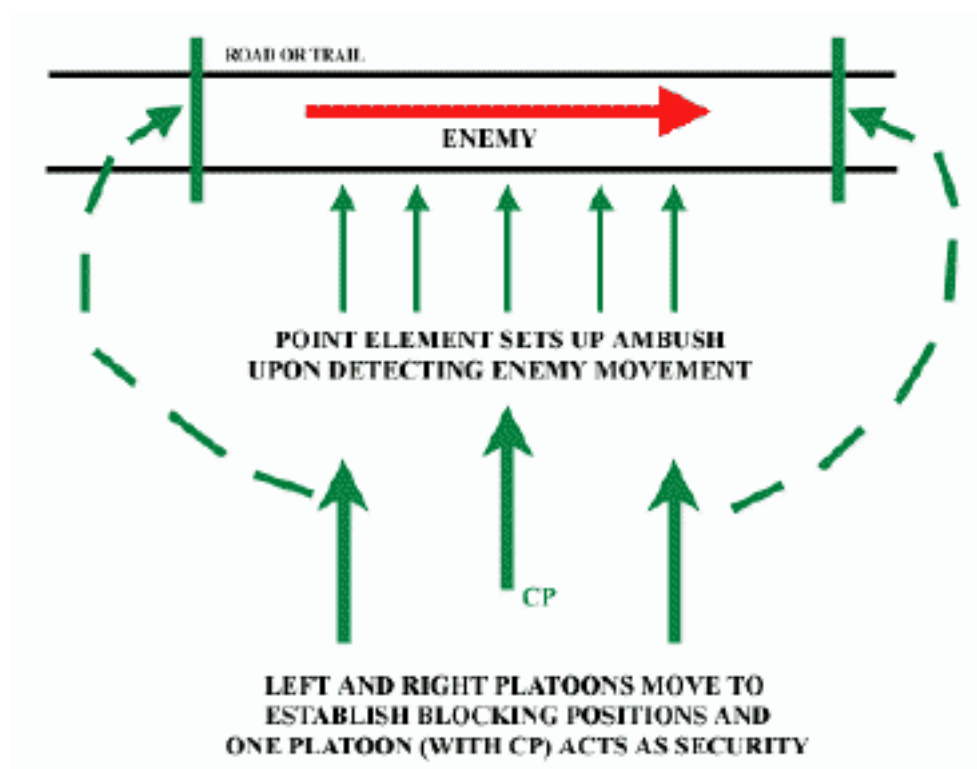 ROAD OR TRAIL
ENEMY
POINT ELEMENT SETS UP AMBUSH
UPON DETECTING ENEMY MOVEMENT
CP
LEFT AND RIGHT PLATOONS MOVE TO
ESTABLISH BLOCKING POSITIONS AND
ONE PLATOON (WITH CP) ACTS AS SECURITY